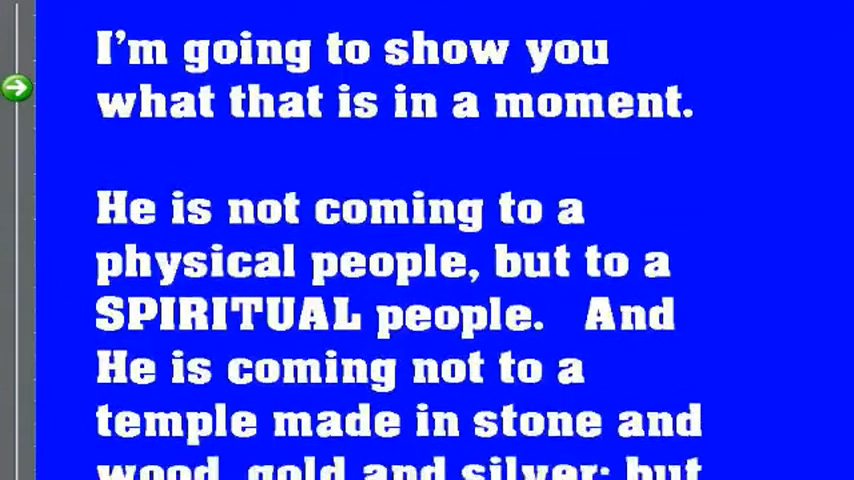 I'm going to show you
what that is in a moment.
He is not coming to a
physical people, but to a
SPIRITUAL people. And
He is coming not to a
temple made in stone and
wood, gold and silver; but